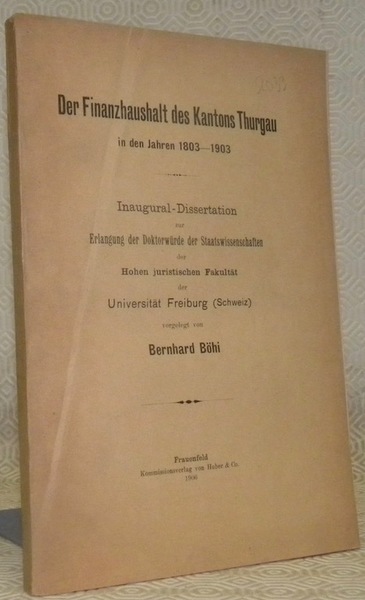 Der Finanzhaushalt des Kantons Thurgau
in den Jahren 1803—1903
Inaugural-Dissertation
zur
Erlangung der Doktorwürde der Staatswissenschaften
der
Hohen juristischen Fakultät
der
Universität Freiburg (Schweiz)
vorgelegt von
Bernhard Böhi
Frauenfeld
Kommissionsverlag von Huber & Co.
1906